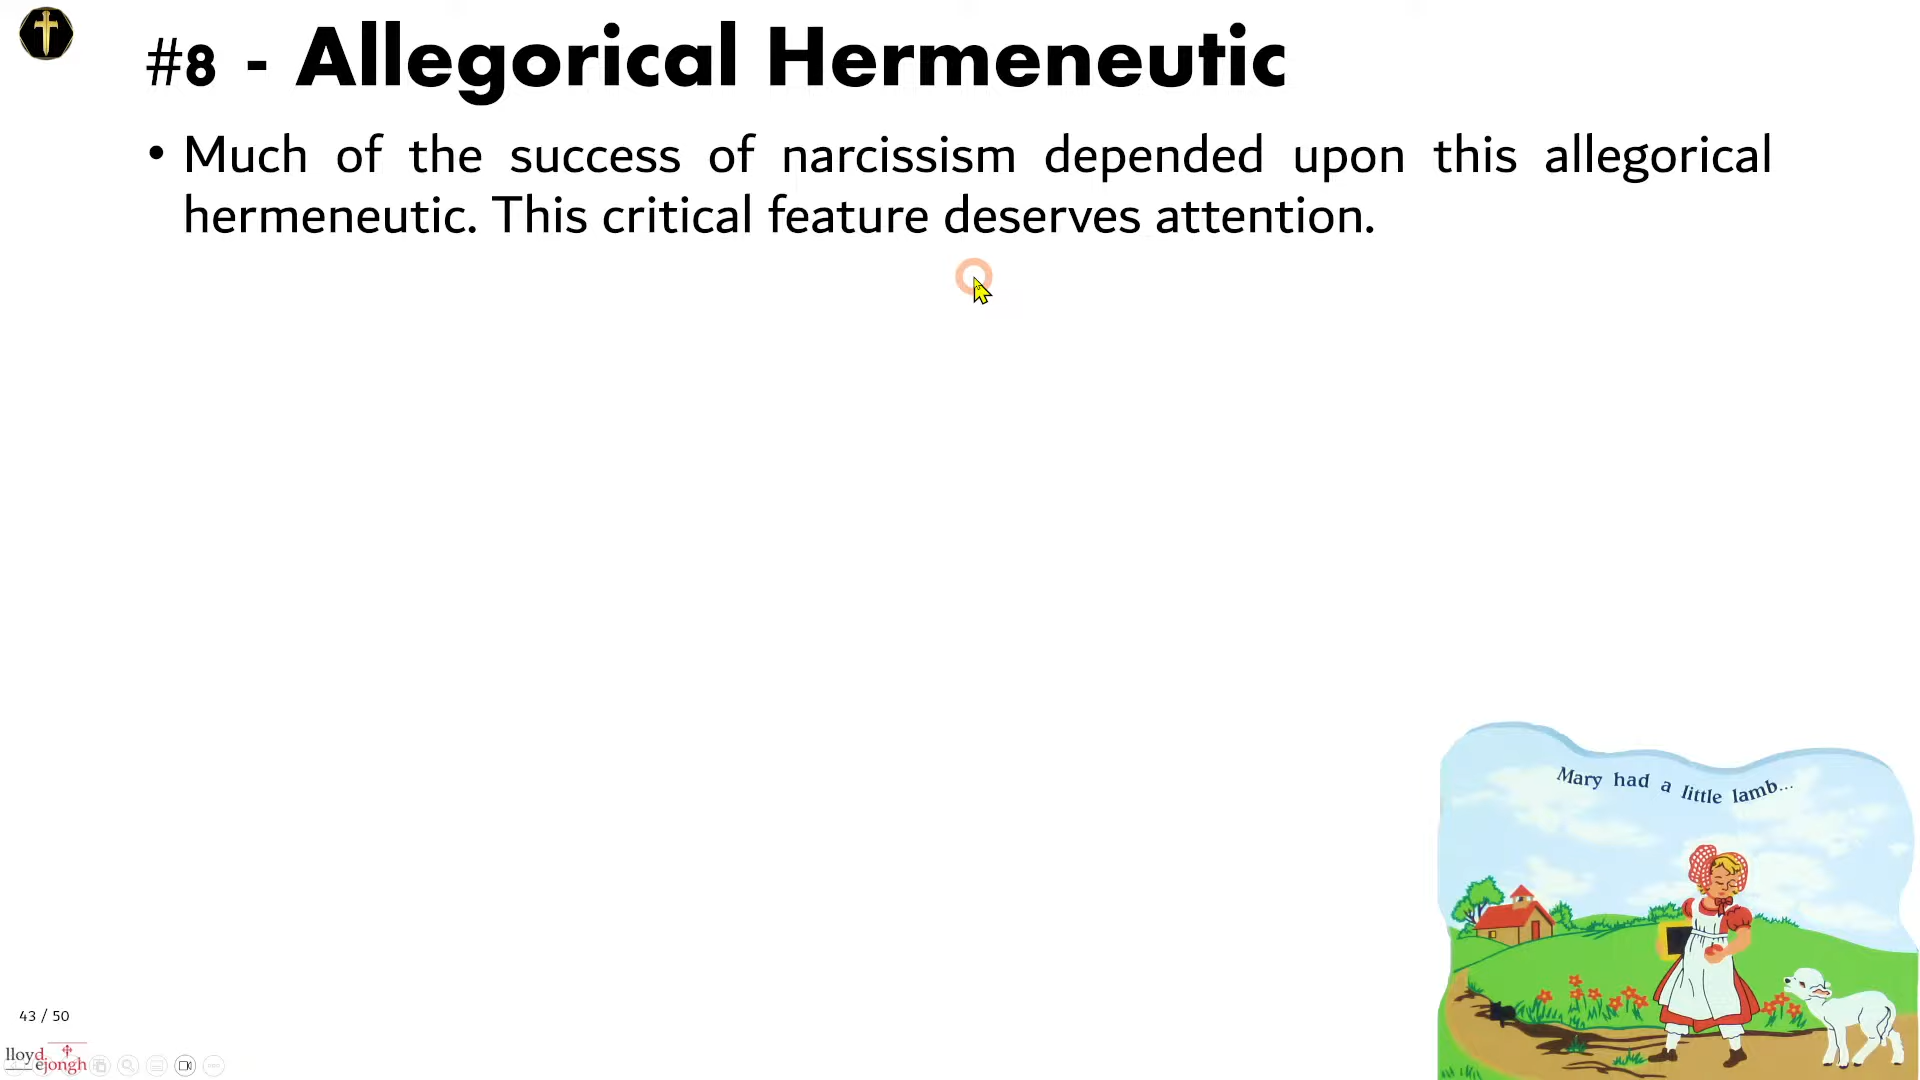 #8 - Allegorical Hermeneutic
• Much of the success of narcissism depended upon this allegorical
hermeneutic. This critical feature deserves attention.
Mary had a little lamb...
43 / 50
lloyd.
ejongh